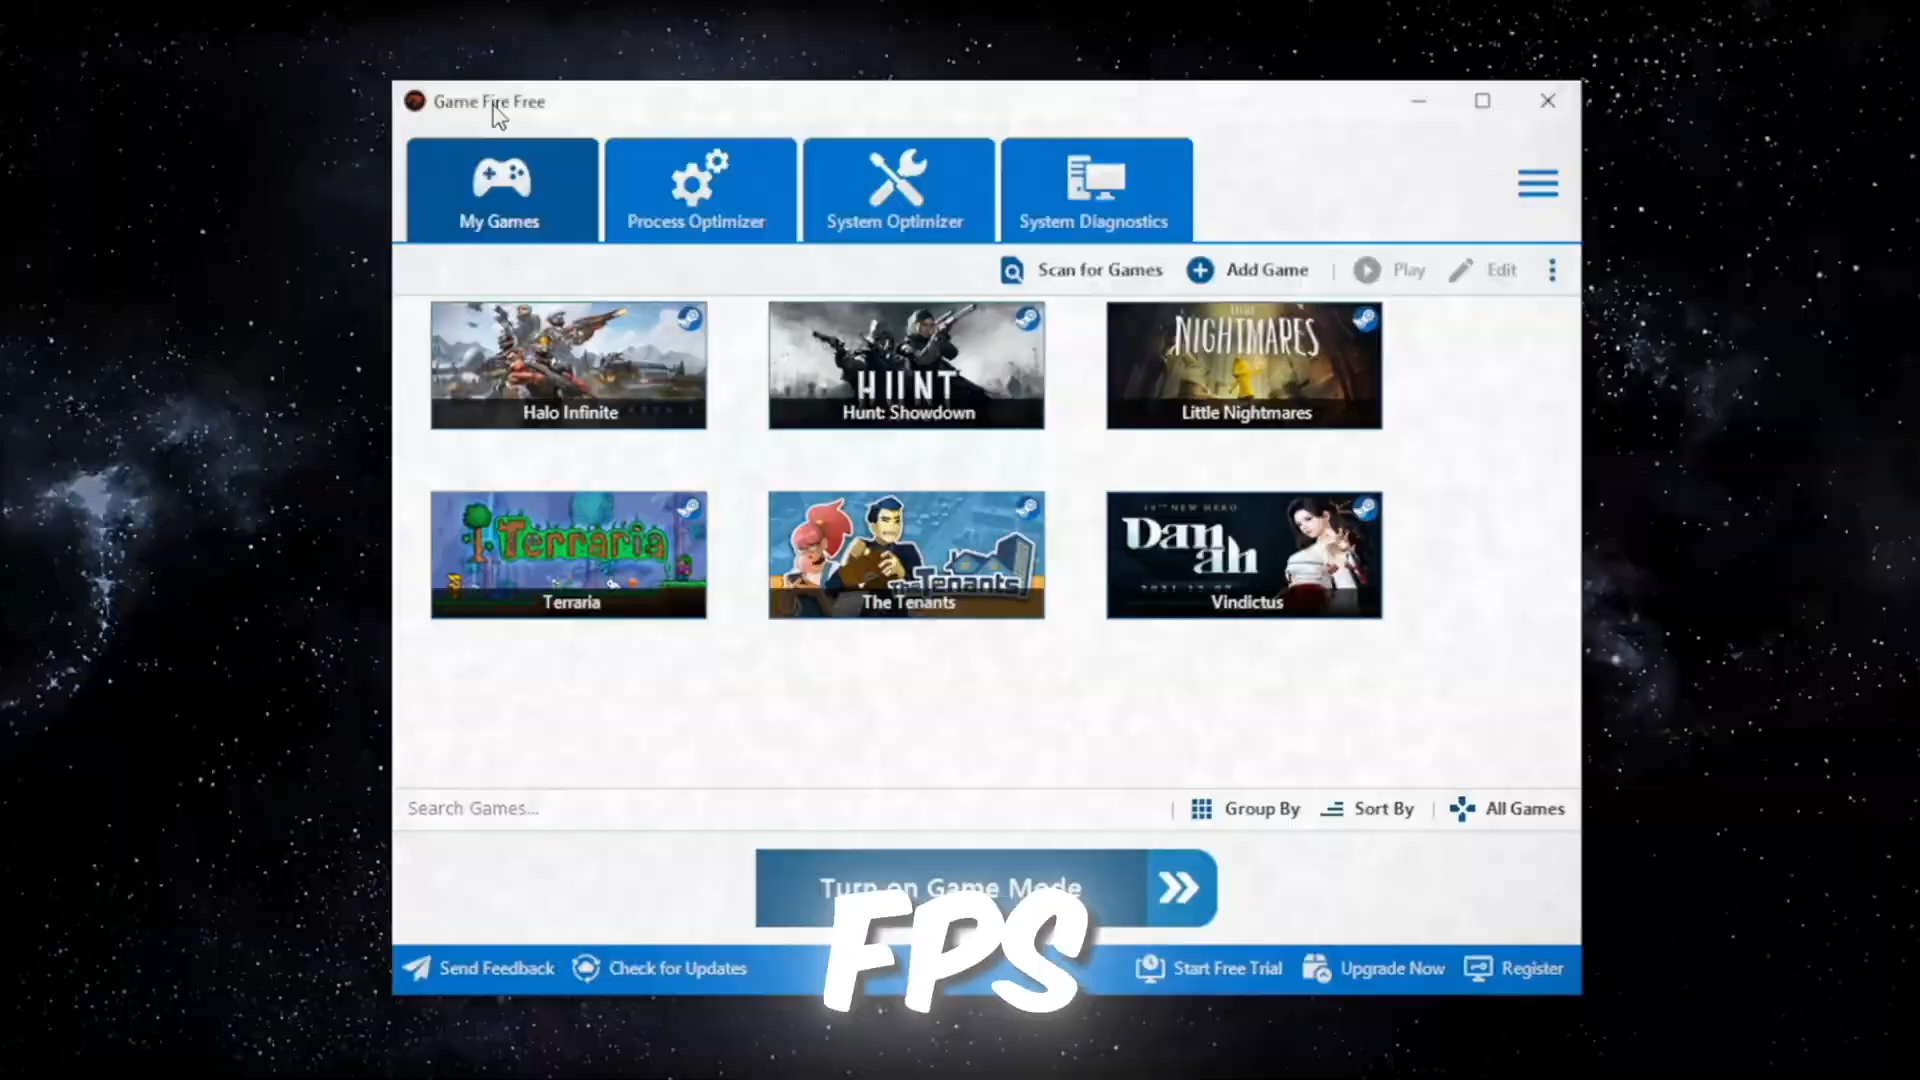 Game Fire Free
My Games
Process Optimizer
System Optimizer
System Diagnostics
Scan for Games
Add Game
Play
Edit
HUNT
LITTLE
NIGHTMARES
Halo Infinite
Hunt: Showdown
Little Nightmares
Terraria
The Tenants
Danah
Terraria
The Tenants
Vindictus
Search Games...
Group By
Sort By
All Games
Turn on Game Mode
FPS
Send Feedback
Check for Updates
Start Free Trial
Upgrade Now
Register